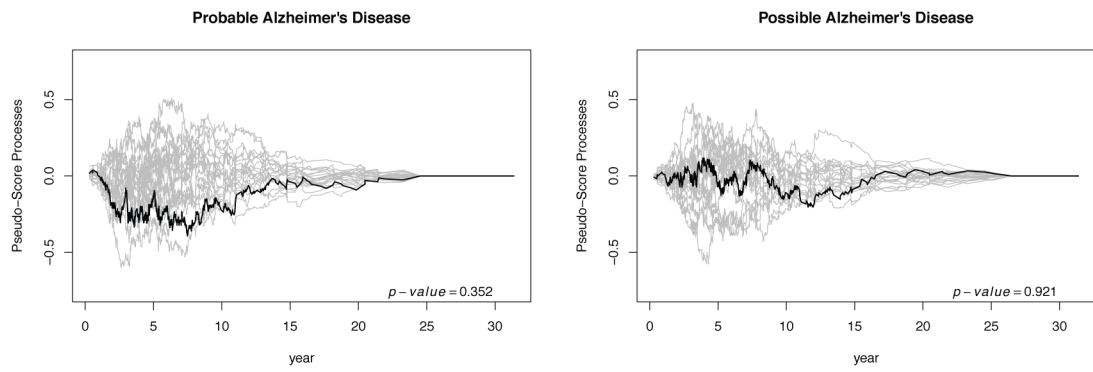 Probable Alzheimer's Disease
Pseudo−Score Processes
0.5
0.0
−0.5
p − value = 0.352
0 5 10 15 20 25 30
year
Possible Alzheimer's Disease
Pseudo−Score Processes
0.5
0.0
−0.5
p − value = 0.921
0 5 10 15 20 25 30
year